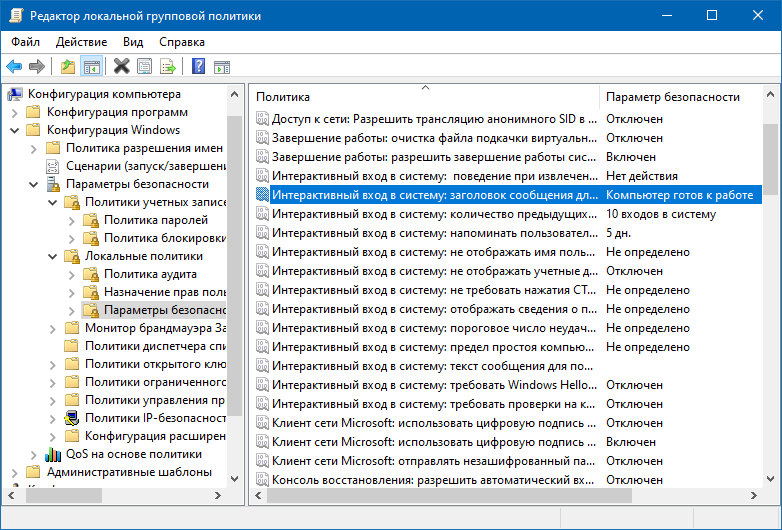 Редактор локальной групповой политики
Файл Действие Вид Справка
Конфигурация компьютера
Конфигурация программ
Конфигурация Windows
Политика разрешения имен
Сценарии (запуск/завершени
Параметры безопасности
Политики учетных записе
Политика паролей
Политика блокировки
Локальные политики
Политика аудита
Назначение прав поль
Параметры безопасно
Монитор брандмауэра За
Политики диспетчера спи
Политики открытого клю
Политики ограниченного
Политики управления пр
Политики IP-безопасност
Конфигурация расширен
QoS на основе политики
Административные шаблоны
Политика Параметр безопасности
Доступ к сети: Разрешить трансляцию анонимного SID в ... Отключен
Завершение работы: очистка файла подкачки виртуальн... Отключен
Завершение работы: разрешить завершение работы сис... Включен
Интерактивный вход в систему: поведение при извлечен... Нет действия
Интерактивный вход в систему: заголовок сообщения дл... Компьютер готов к работе
Интерактивный вход в систему: количество предыдущих... 10 входов в систему
Интерактивный вход в систему: напоминать пользовател... 5 дн.
Интерактивный вход в систему: не отображать имя поль... Не определено
Интерактивный вход в систему: не отображать учетные д... Отключен
Интерактивный вход в систему: не требовать нажатия CT... Не определено
Интерактивный вход в систему: отображать сведения о п... Не определено
Интерактивный вход в систему: пороговое число неудач... Не определено
Интерактивный вход в систему: предел простоя компью... Не определено
Интерактивный вход в систему: текст сообщения для по...
Интерактивный вход в систему: требовать Windows Hello... Отключен
Интерактивный вход в систему: требовать проверки на к... Отключен
Клиент сети Microsoft: использовать цифровую подпись ... Отключен
Клиент сети Microsoft: использовать цифровую подпись ... Включен
Клиент сети Microsoft: отправлять незашифрованный па... Отключен
Консоль восстановления: разрешить автоматический вх... Отключен